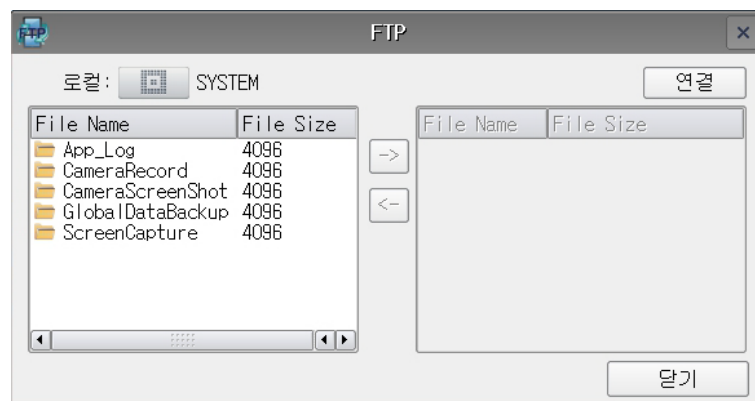 FTP
FTP
×
로컬: SYSTEM
연결
File Name File Size
App_Log 4096
CameraRecord 4096
CameraScreenShot 4096
GlobalDataBackup 4096
ScreenCapture 4096
->
<-
File Name File Size
닫기